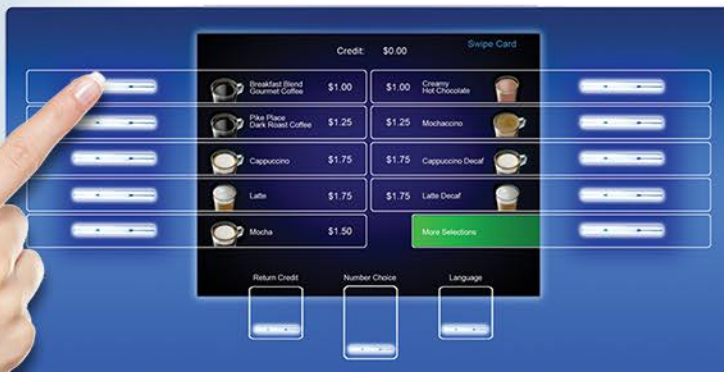 Credit: $0.00
Swipe Card
Breakfast Blend
Gourmet Coffee
$1.00
$1.00
Creamy
Hot Chocolate
Pike Place
Dark Roast Coffee
$1.25
$1.25
Mochaccino
Cappuccino
$1.75
$1.75
Cappuccino Decaf
Latte
$1.75
$1.75
Latte Decaf
Mocha
$1.50
More Selections
Return Credit
Number Choice
Language